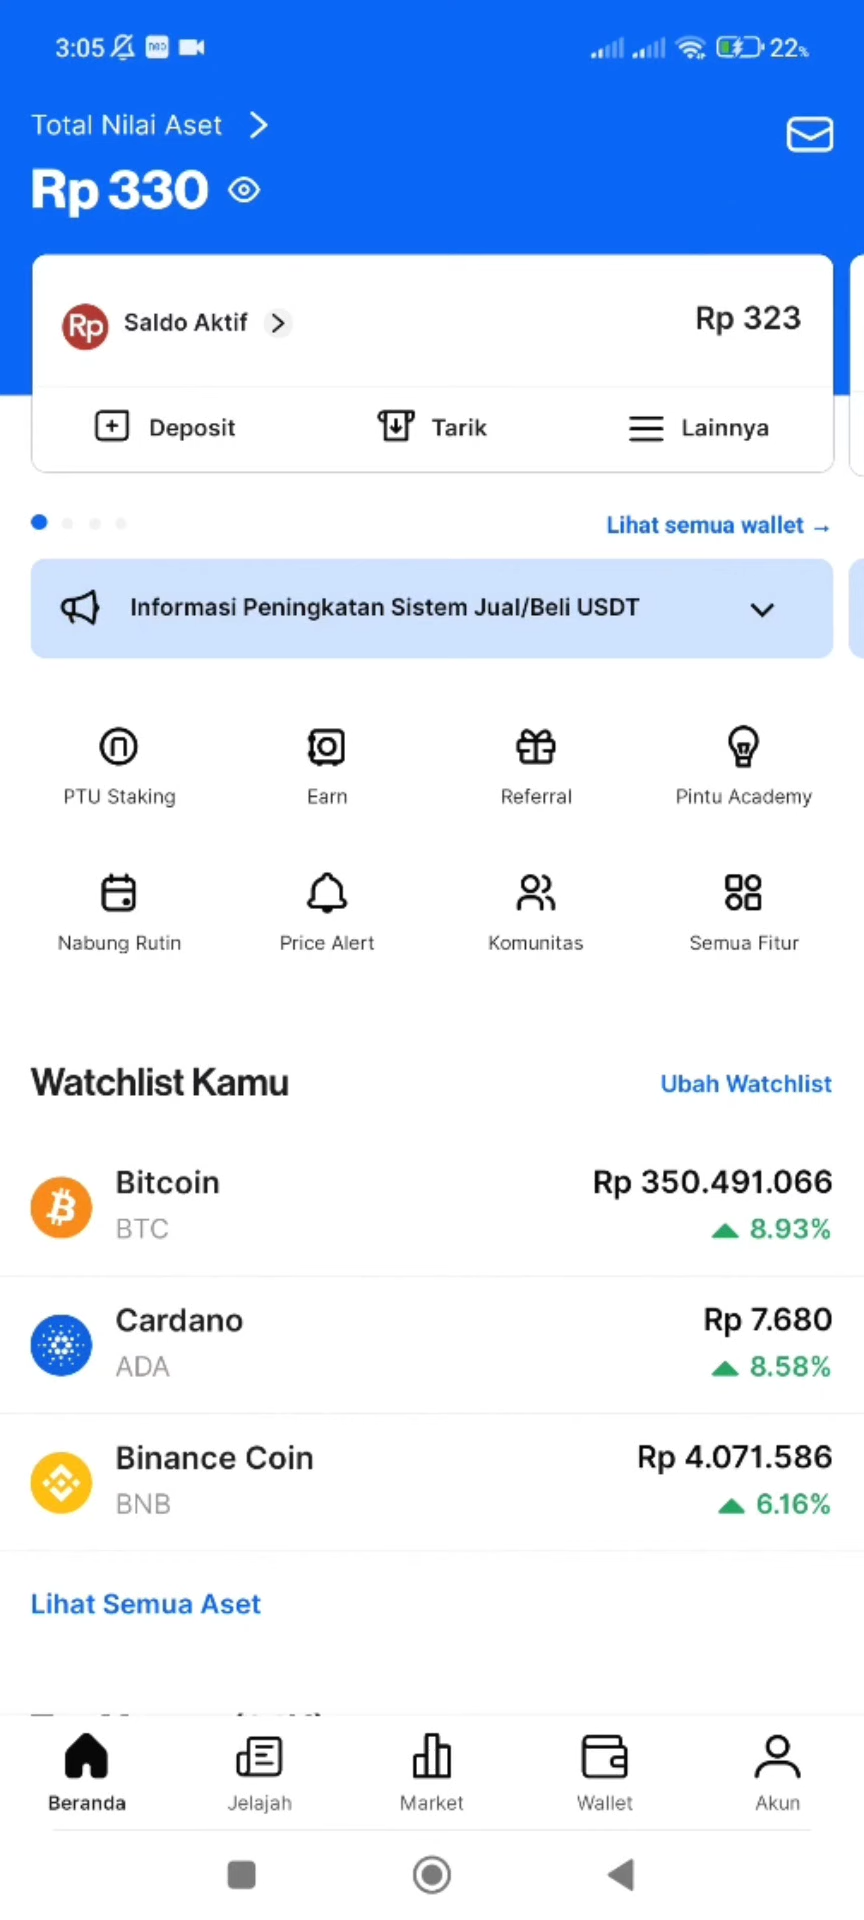 3:05
22%
Total Nilai Aset
Rp 330
Rp
Saldo Aktif
Rp 323
Deposit
Tarik
Lainnya
Lihat semua wallet →
Informasi Peningkatan Sistem Jual/Beli USDT
PTU Staking
Earn
Referral
Pintu Academy
Nabung Rutin
Price Alert
Komunitas
Semua Fitur
Watchlist Kamu
Ubah Watchlist
Bitcoin
Rp 350.491.066
BTC
8.93%
Cardano
Rp 7.680
ADA
8.58%
Binance Coin
Rp 4.071.586
BNB
6.16%
Lihat Semua Aset
Beranda
Jelajah
Market
Wallet
Akun